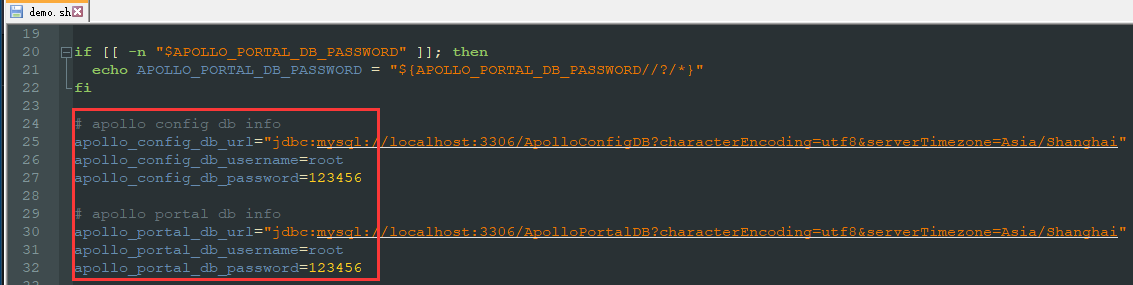 demo.sh
19
20 if [[ -n "$APOLLO_PORTAL_DB_PASSWORD" ]]; then
21 echo APOLLO_PORTAL_DB_PASSWORD = "${APOLLO_PORTAL_DB_PASSWORD//?/*}"
22 fi
23
24 # apollo config db info
25 apollo_config_db_url="jdbc:mysql://localhost:3306/ApolloConfigDB?characterEncoding=utf8&serverTimezone=Asia/Shanghai"
26 apollo_config_db_username=root
27 apollo_config_db_password=123456
28
29 # apollo portal db info
30 apollo_portal_db_url="jdbc:mysql://localhost:3306/ApolloPortalDB?characterEncoding=utf8&serverTimezone=Asia/Shanghai"
31 apollo_portal_db_username=root
32 apollo_portal_db_password=123456